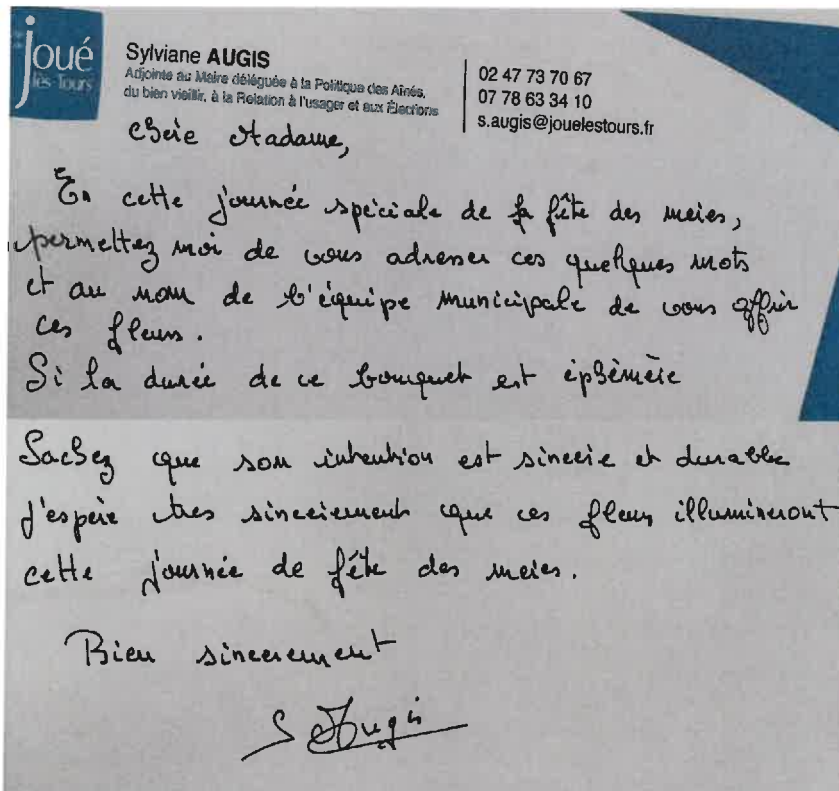 joué
lès-Tours
Sylviane AUGIS
Adjointe au Maire déléguée à la Politique des Aînés,
du bien vieillir, à la Relation à l'usager et aux Élections
02 47 73 70 67
07 78 63 34 10
s.augis@jouelestours.fr
Chère Madame,
En cette journée spéciale de la fête des mères,
permettez moi de vous adresser ces quelques mots
et au nom de l'équipe municipale de vous offrir
ces fleurs.
Si la durée de ce bouquet est éphémère
Sachez que son intention est sincère et durable
J'espère très sincèrement que ces fleurs illumineront
cette journée de fête des mères.
Bien sincèrement
S Augis